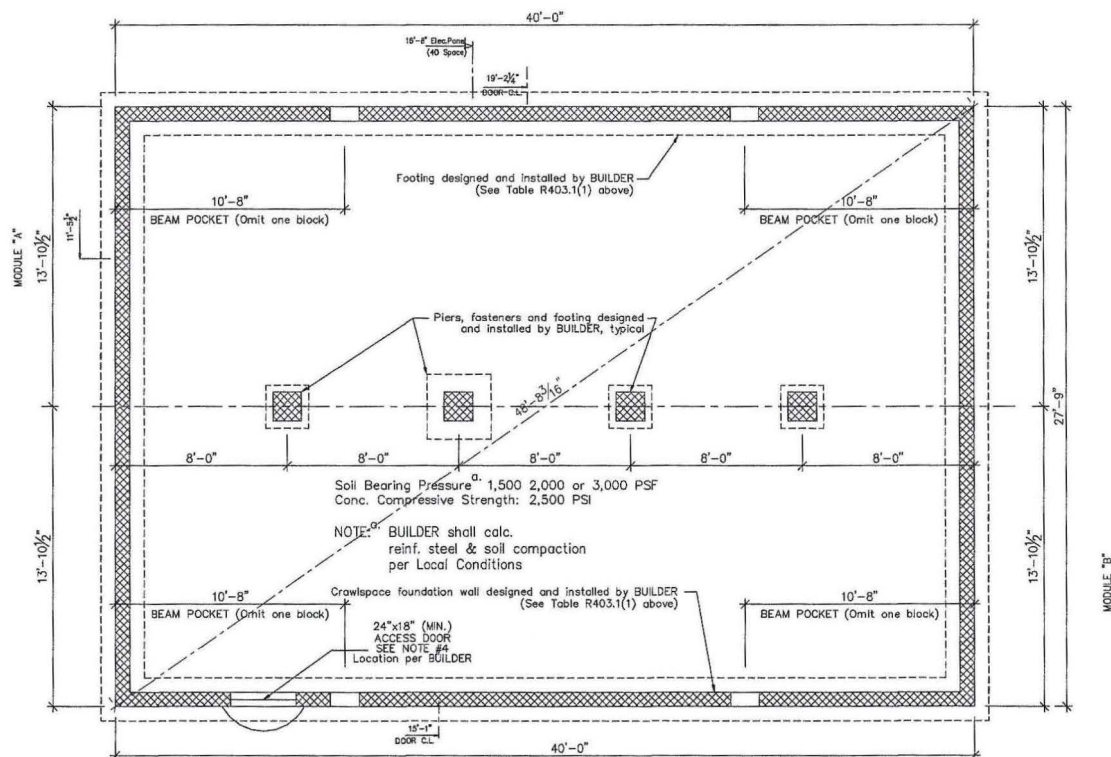 40'-0"
15'-8" Elec.Panel
(40 Space)
19'-2¼"
DOOR C.L.
Footing designed and installed by BUILDER
(See Table R403.1(1) above)
10'-8"
BEAM POCKET (Omit one block)
10'-8"
BEAM POCKET (Omit one block)
MODULE "A"
13'-10½"
11'-5½"
13'-10½"
Piers, fasteners and footing designed
and installed by BUILDER, typical
48'-8³⁄₁₆"
27'-9"
8'-0"
8'-0"
8'-0"
8'-0"
8'-0"
Soil Bearing Pressure a. 1,500 2,000 or 3,000 PSF
Conc. Compressive Strength: 2,500 PSI
NOTE: a. BUILDER shall calc.
reinf. steel & soil compaction
per Local Conditions
13'-10½"
13'-10½"
MODULE "B"
Crawlspace foundation wall designed and installed by BUILDER
(See Table R403.1(1) above)
10'-8"
BEAM POCKET (Omit one block)
10'-8"
BEAM POCKET (Omit one block)
24"x18" (MIN.)
ACCESS DOOR
SEE NOTE #4
Location per BUILDER
15'-1"
DOOR C.L.
40'-0"